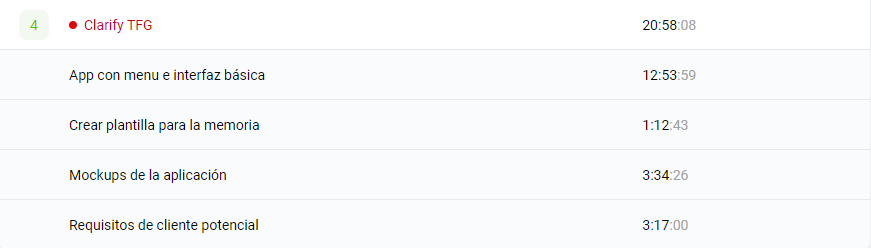 4 Clarify TFG 20:58:08
App con menu e interfaz básica 12:53:59
Crear plantilla para la memoria 1:12:43
Mockups de la aplicación 3:34:26
Requisitos de cliente potencial 3:17:00